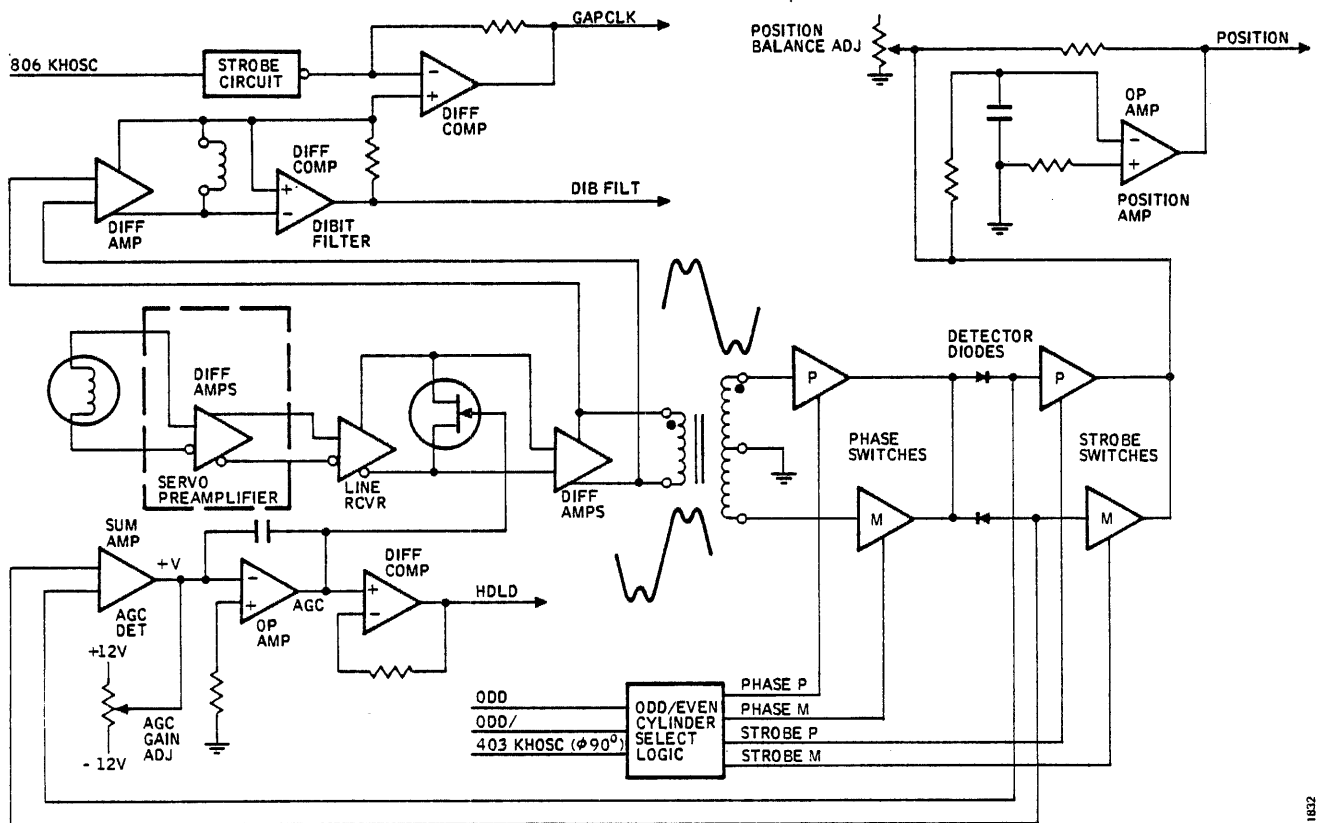 GAPCLK
806 KHOSC
STROBE
CIRCUIT
-
+
DIFF
COMP
POSITION
BALANCE ADJ
POSITION
OP
AMP
-
+
POSITION
AMP
DIFF
COMP
+
-
DIB FILT
DIFF
AMP
DIBIT
FILTER
DIFF
AMPS
SERVO
PREAMPLIFIER
LINE
RCVR
DIFF
AMPS
DETECTOR
DIODES
P
P
PHASE
SWITCHES
STROBE
SWITCHES
M
M
SUM
AMP
+V
AGC
DET
-
+
OP
AMP
AGC
DIFF
COMP
+
-
HDLD
+12V
- 12V
AGC
GAIN
ADJ
ODD
ODD/
403 KHOSC (φ90°)
ODD/EVEN
CYLINDER
SELECT
LOGIC
PHASE P
PHASE M
STROBE P
STROBE M
1832